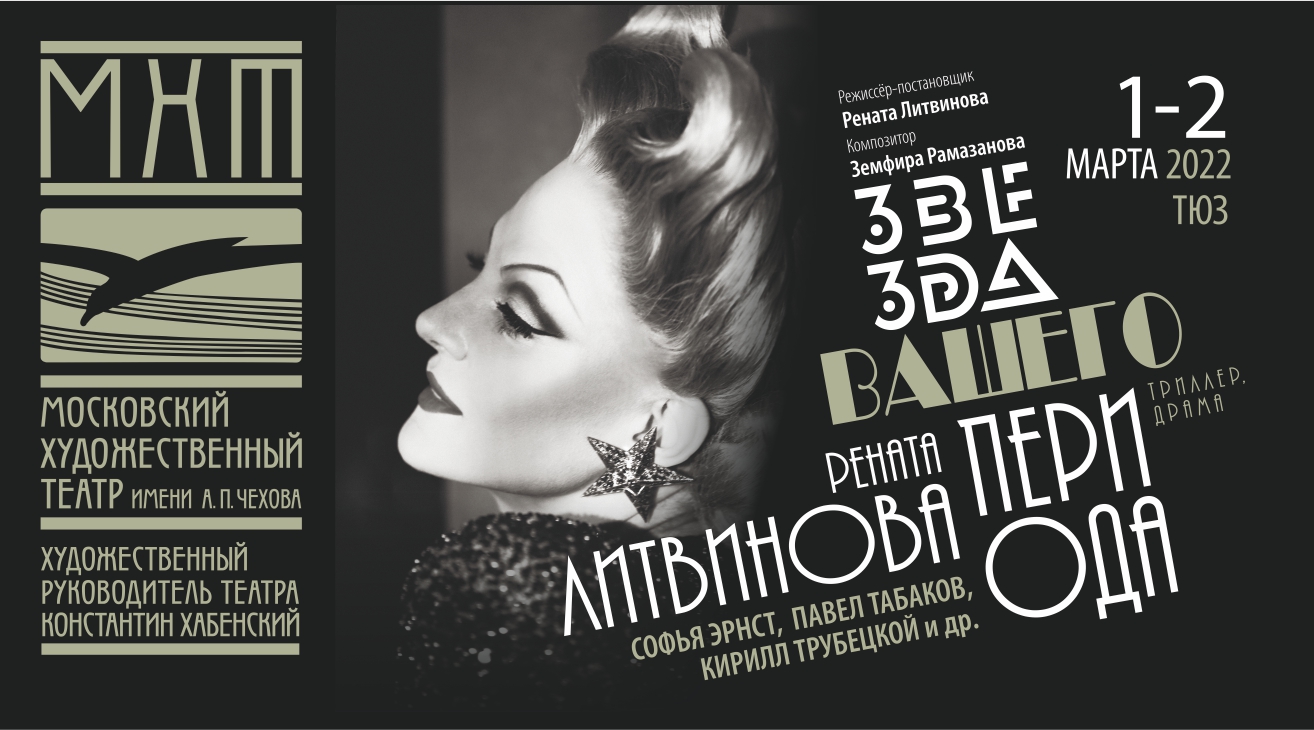 МХТ
МОСКОВСКИЙ
ХУДОЖЕСТВЕННЫЙ
ТЕАТР ИМЕНИ А.П.ЧЕХОВА
ХУДОЖЕСТВЕННЫЙ
РУКОВОДИТЕЛЬ ТЕАТРА
КОНСТАНТИН ХАБЕНСКИЙ
Режиссёр-постановщик
Рената Литвинова
Композитор
Земфира Рамазанова
ЗВЕ
ЗДА
ВАШЕГО
ПЕРИ
ОДА
ТРИЛЛЕР,
ДРАМА
РЕНАТА
ЛИТВИНОВА
СОФЬЯ ЭРНСТ, ПАВЕЛ ТАБАКОВ,
КИРИЛЛ ТРУБЕЦКОЙ и др.
1-2
МАРТА 2022
ТЮЗ